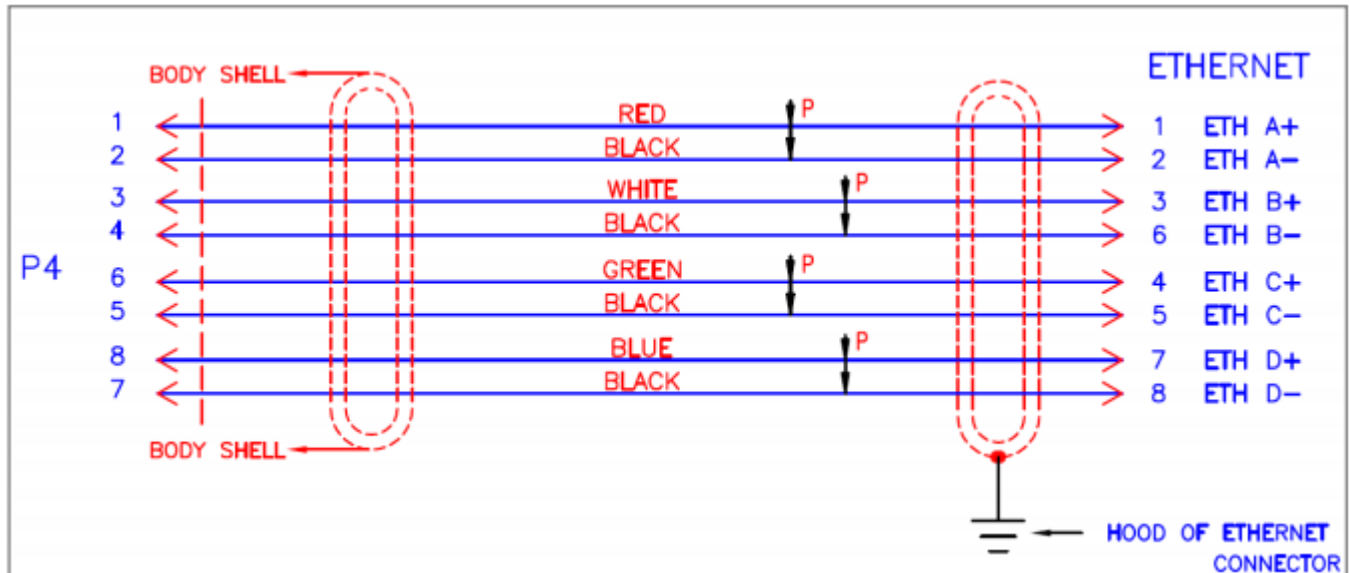 ETHERNET
BODY SHELL
1 RED P 1 ETH A+
2 BLACK 2 ETH A-
3 WHITE P 3 ETH B+
4 BLACK 6 ETH B-
P4
6 GREEN P 4 ETH C+
5 BLACK 5 ETH C-
8 BLUE P 7 ETH D+
7 BLACK 8 ETH D-
BODY SHELL
HOOD OF ETHERNET
CONNECTOR